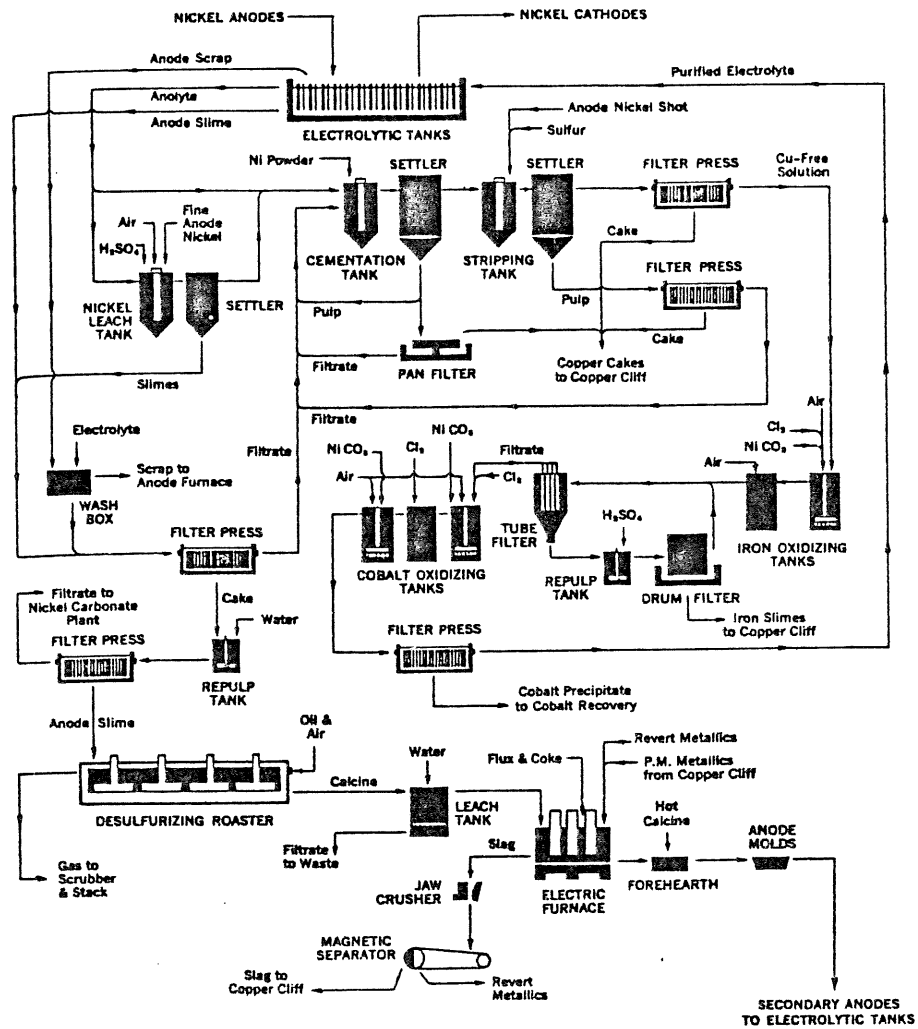 NICKEL ANODES
NICKEL CATHODES
Anode Scrap
Purified Electrolyte
Anolyte
Anode Slime
Anode Nickel Shot
ELECTROLYTIC TANKS
Sulfur
Ni Powder
SETTLER
SETTLER
FILTER PRESS
Cu-Free
Solution
Air
Fine
Anode
Nickel
H₂SO₄
CEMENTATION
TANK
STRIPPING
TANK
Cake
FILTER PRESS
NICKEL
LEACH
TANK
SETTLER
Pulp
Pulp
Slimes
Filtrate
PAN FILTER
Cake
Copper Cakes
to Copper Cliff
Filtrate
Air
Electrolyte
Filtrate
Ni CO₃
Cl₂
Ni CO₃
Filtrate
Cl₂
Ni CO₃
Scrap to
Anode Furnace
Air
Cl₂
Air
WASH
BOX
H₂SO₄
TUBE
FILTER
FILTER PRESS
COBALT OXIDIZING
TANKS
REPULP
TANK
IRON OXIDIZING
TANKS
DRUM FILTER
Filtrate to
Nickel Carbonate
Plant
Cake
Water
Iron Slimes
to Copper Cliff
FILTER PRESS
FILTER PRESS
REPULP
TANK
Cobalt Precipitate
to Cobalt Recovery
Anode Slime
Oil &
Air
Revert Metallics
Water
Flux & Coke
P.M. Metallics
from Copper Cliff
Calcine
LEACH
TANK
Hot
Calcine
ANODE
MOLDS
DESULFURIZING ROASTER
Filtrate
to Waste
Slag
Gas to
Scrubber
& Stack
JAW
CRUSHER
ELECTRIC
FURNACE
FOREHEARTH
MAGNETIC
SEPARATOR
Slag to
Copper Cliff
Revert
Metallics
SECONDARY ANODES
TO ELECTROLYTIC TANKS